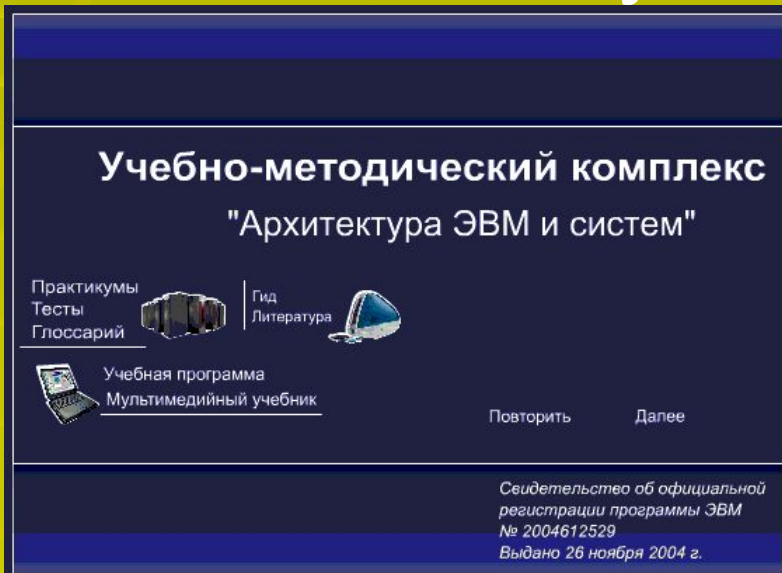 Учебно-методический комплекс
"Архитектура ЭВМ и систем"
Практикумы
Тесты
Глоссарий
Гид
Литература
Учебная программа
Мультимедийный учебник
Повторить Далее
Свидетельство об официальной
регистрации программы ЭВМ
№ 2004612529
Выдано 26 ноября 2004 г.